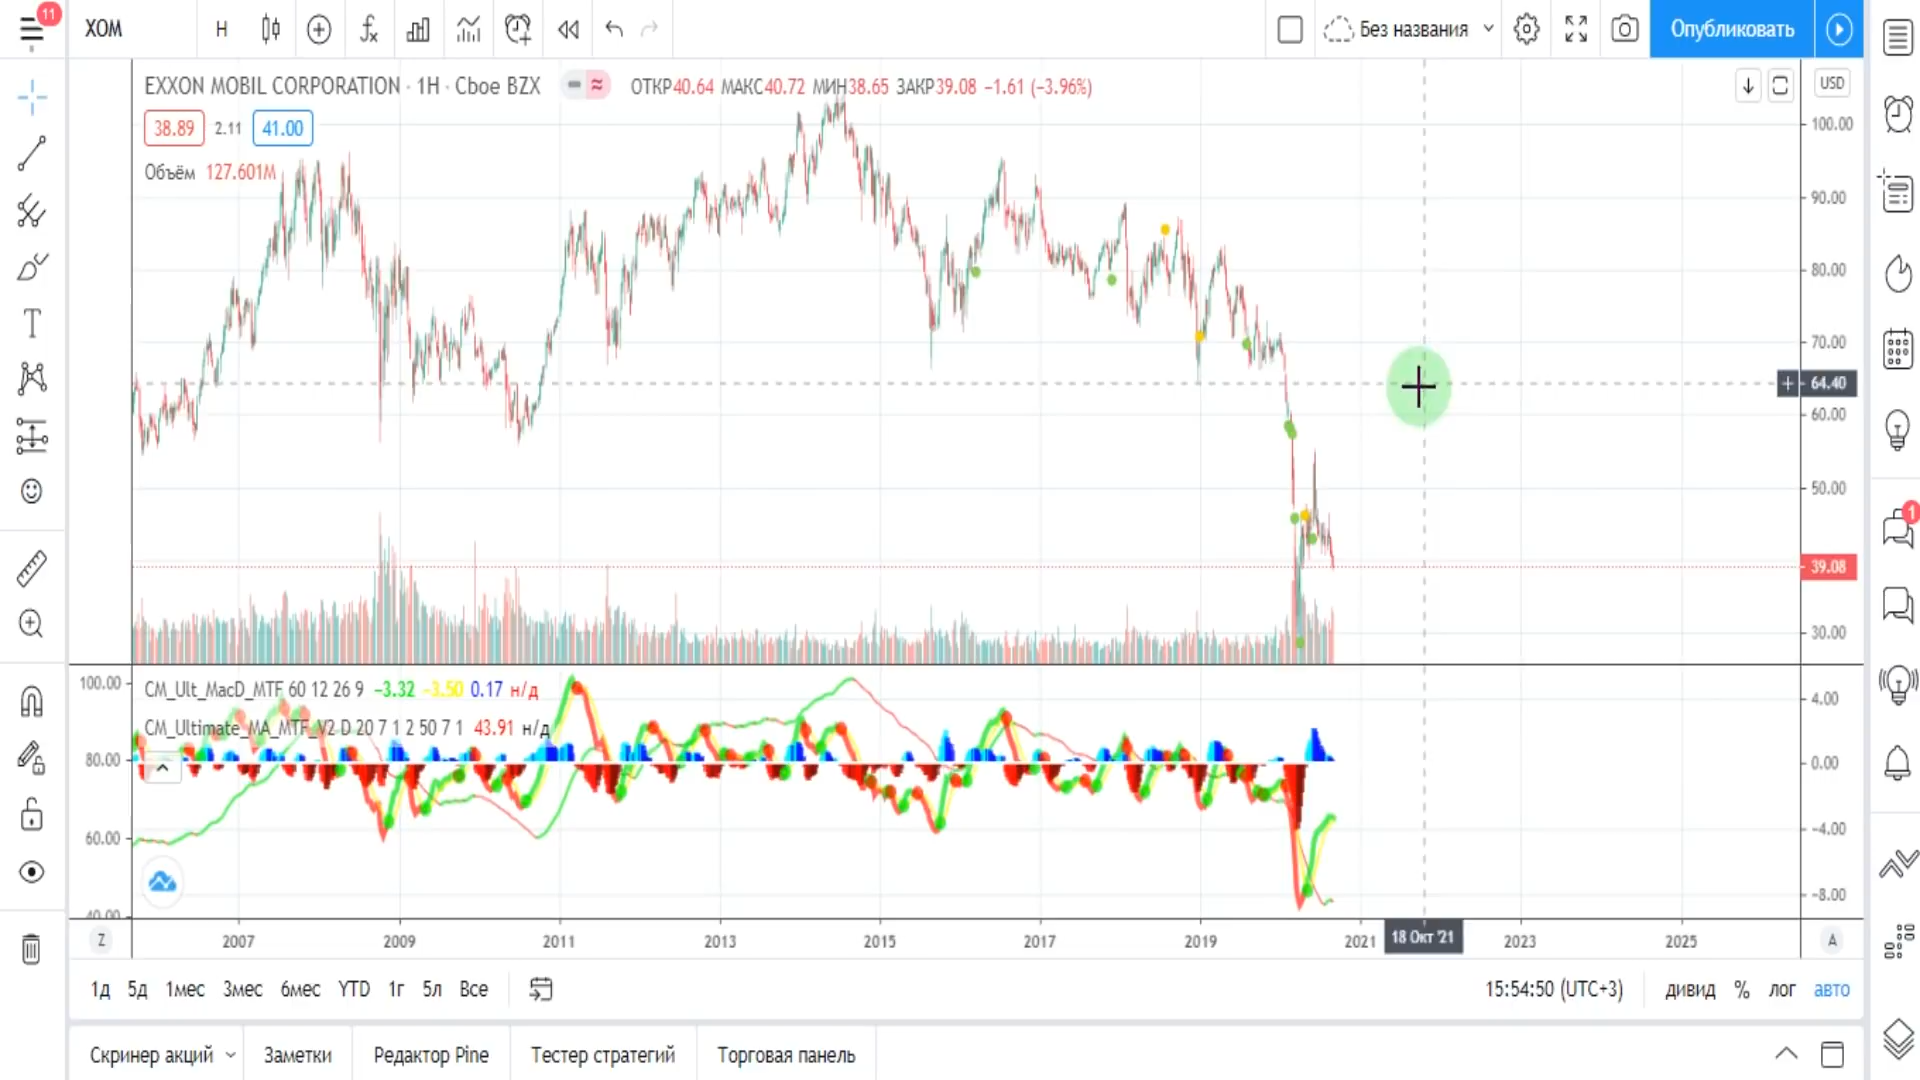 11
XOM
H
Без названия
Опубликовать
EXXON MOBIL CORPORATION · 1Н · Cboe BZX
ОТКР40.64 МАКС40.72 МИН38.65 ЗАКР39.08 −1.61 (−3.96%)
USD
38.89 2.11 41.00
Объём 127.601M
100.00
90.00
80.00
70.00
64.40
60.00
50.00
39.08
30.00
1
CM_Ult_MacD_MTF 60 12 26 9 −3.32 −3.50 0.17 н/д
CM_Ultimate_MA_MTF_V2 D 20 7 1 2 50 7 1 43.91 н/д
100.00
80.00
60.00
40.00
4.00
0.00
−4.00
−8.00
Z
2007
2009
2011
2013
2015
2017
2019
2021
18 Окт '21
2023
2025
A
1д 5д 1мес 3мес 6мес YTD 1г 5л Все
15:54:50 (UTC+3)
дивид % лог авто
Скринер акций
Заметки
Редактор Pine
Тестер стратегий
Торговая панель